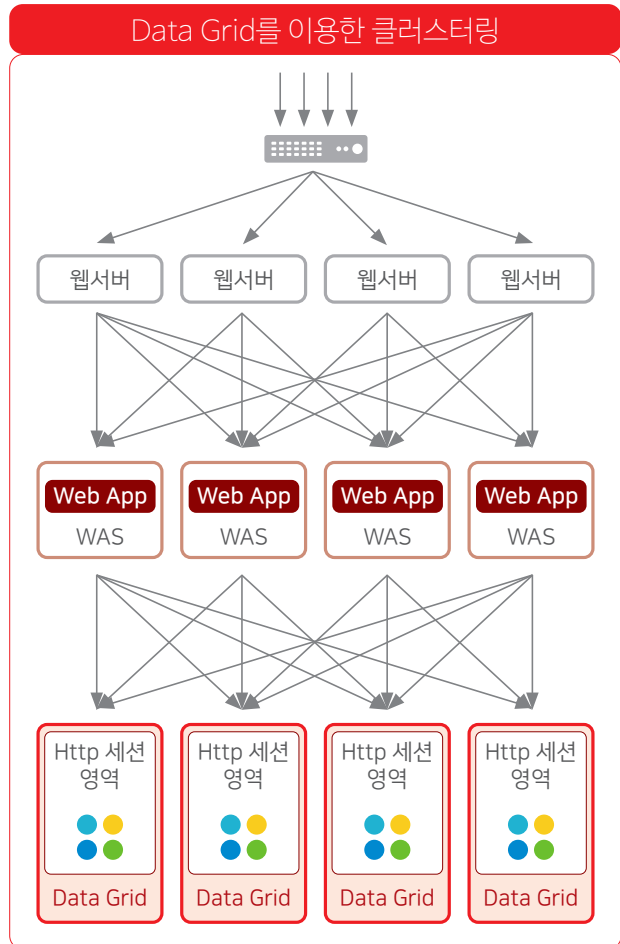 Data Grid를 이용한 클러스터링
웹서버
웹서버
웹서버
웹서버
Web App
WAS
Web App
WAS
Web App
WAS
Web App
WAS
Http 세션
영역
Data Grid
Http 세션
영역
Data Grid
Http 세션
영역
Data Grid
Http 세션
영역
Data Grid